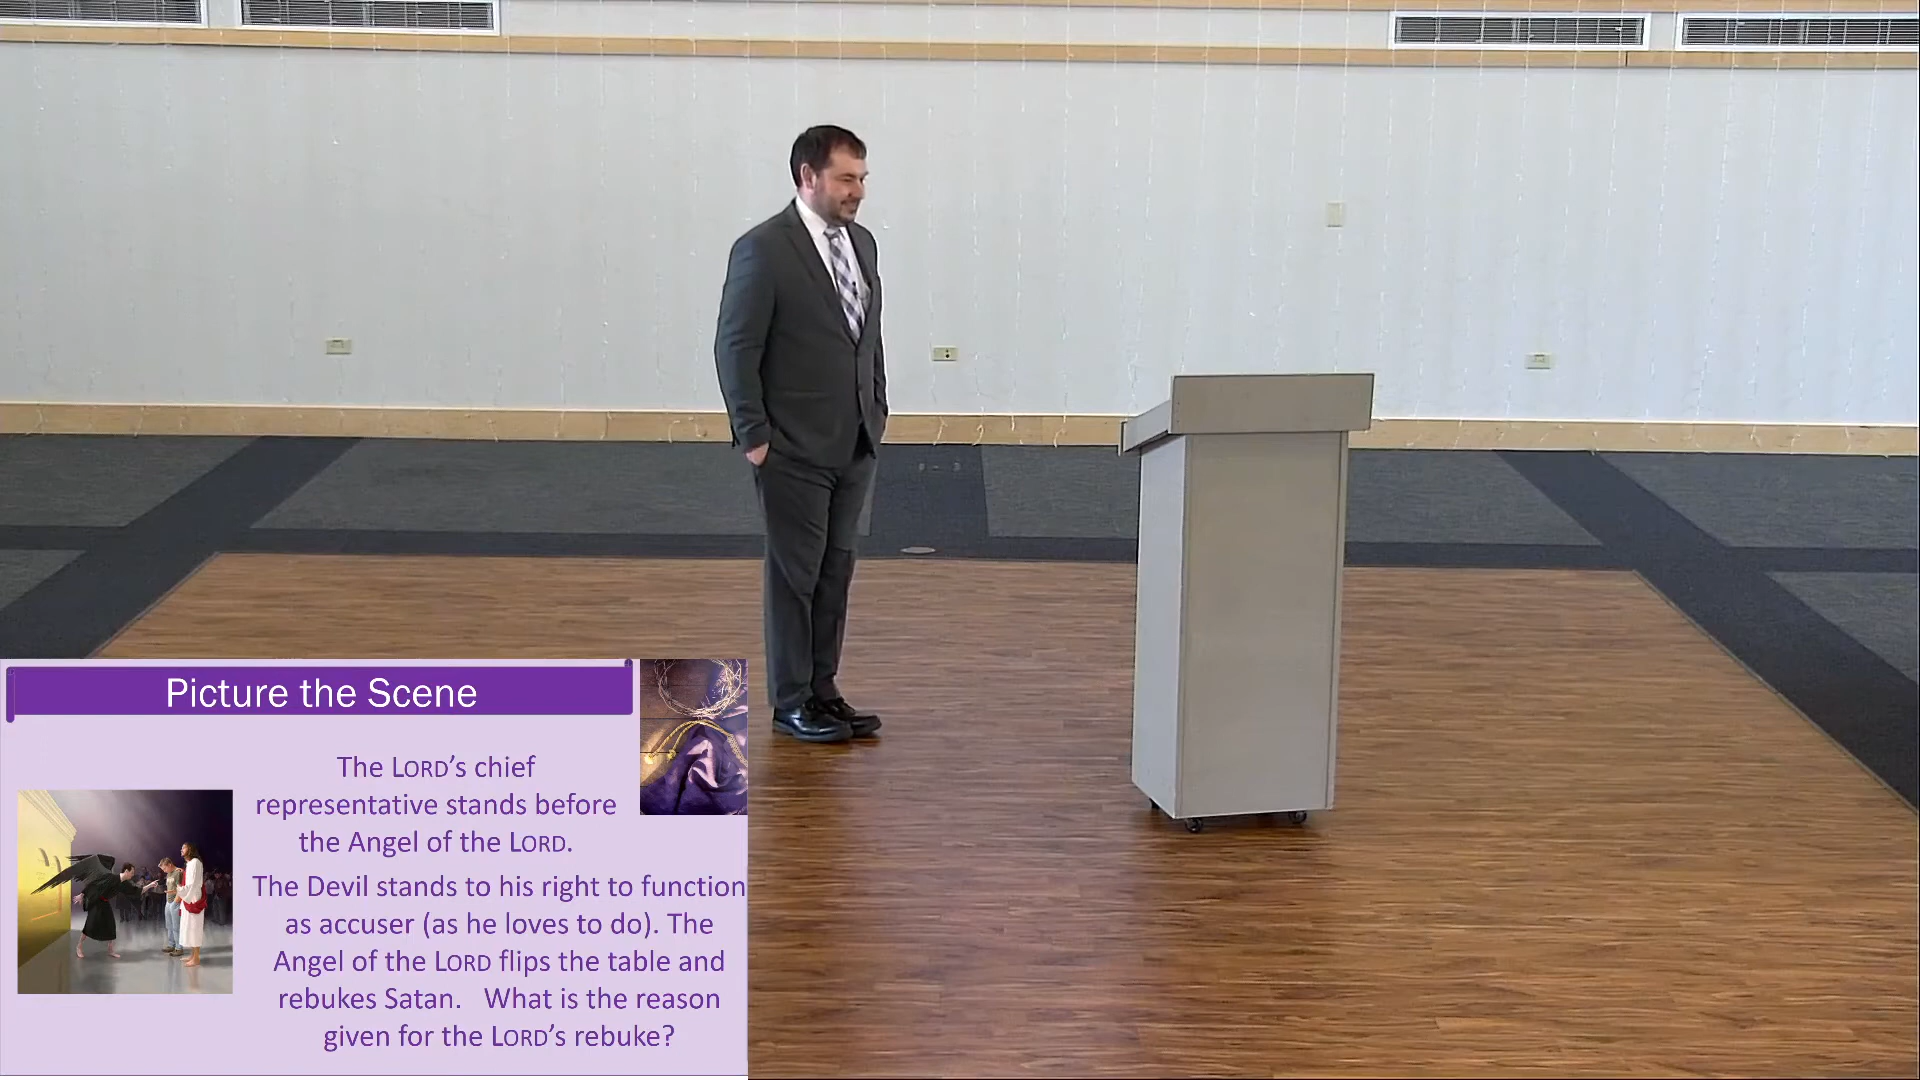 Picture the Scene
The LORD’s chief
representative stands before
the Angel of the LORD.
The Devil stands to his right to function
as accuser (as he loves to do). The
Angel of the LORD flips the table and
rebukes Satan.   What is the reason
given for the LORD’s rebuke?